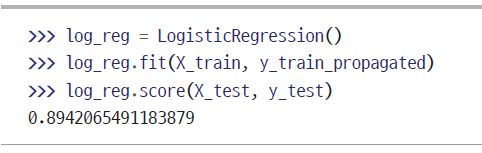 >>> log_reg = LogisticRegression()
>>> log_reg.fit(X_train, y_train_propagated)
>>> log_reg.score(X_test, y_test)
0.8942065491183879